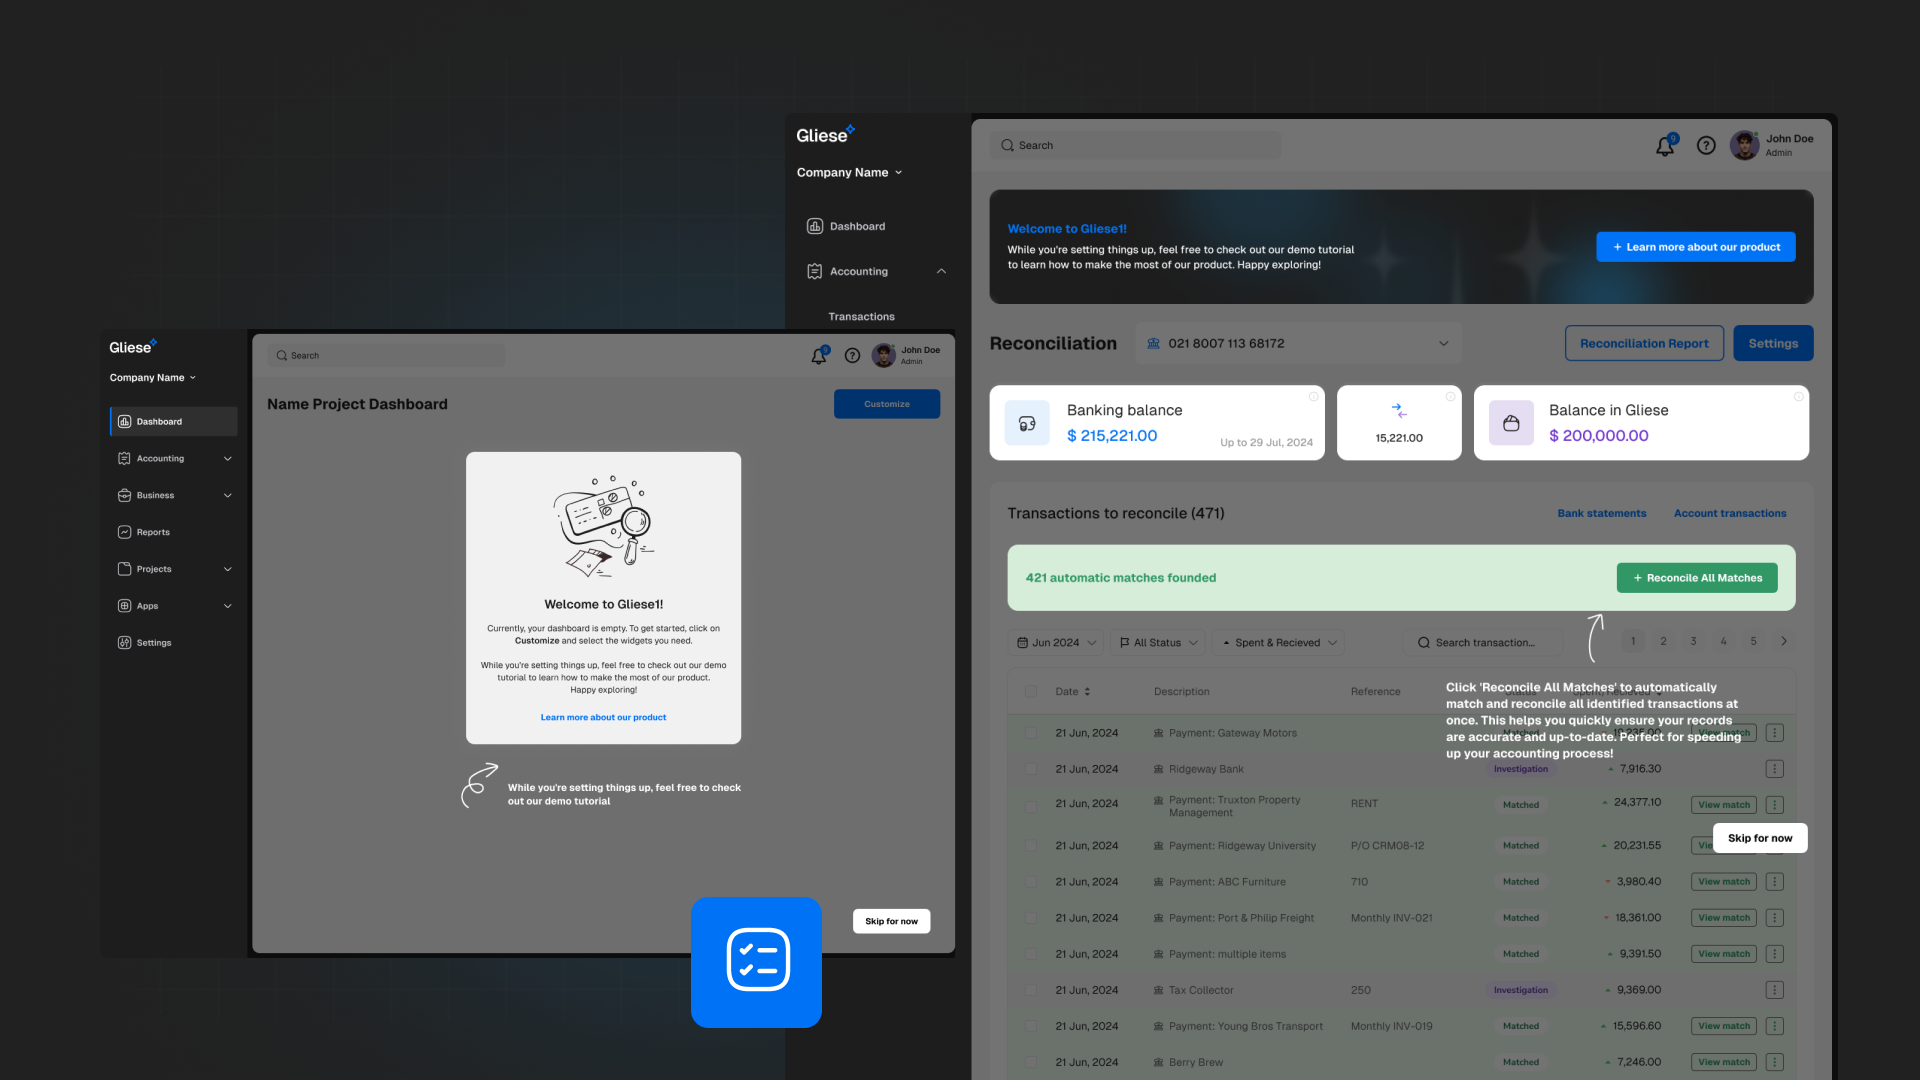 Gliese
Company Name
Dashboard
Accounting
Transactions
Search
9
John Doe
Admin
Welcome to Gliese1!
While you're setting things up, feel free to check out our demo tutorial
to learn how to make the most of our product. Happy exploring!
+ Learn more about our product
Reconciliation
021 8007 113 68172
Reconciliation Report
Settings
Banking balance
$ 215,221.00
Up to 29 Jul, 2024
15,221.00
Balance in Gliese
$ 200,000.00
Transactions to reconcile (471)
Bank statements
Account transactions
421 automatic matches founded
+ Reconcile All Matches
Jun 2024
All Status
Spent & Recieved
Search transaction...
1 2 3 4 5
Date Description Reference Status
Click 'Reconcile All Matches' to automatically
match and reconcile all identified transactions at
once. This helps you quickly ensure your records
are accurate and up-to-date. Perfect for speeding
up your accounting process!
21 Jun, 2024 Payment: Gateway Motors
21 Jun, 2024 Ridgeway Bank Investigation 7,916.30
21 Jun, 2024 Payment: Truxton Property
Management RENT Matched 24,377.10 View match
21 Jun, 2024 Payment: Ridgeway University P/O CRM08-12 Matched 20,231.55
Skip for now
21 Jun, 2024 Payment: ABC Furniture 710 Matched 3,980.40 View match
21 Jun, 2024 Payment: Port & Philip Freight Monthly INV-021 Matched 18,361.00 View match
21 Jun, 2024 Payment: multiple items Matched 9,391.50 View match
21 Jun, 2024 Tax Collector 250 Investigation 9,369.00
21 Jun, 2024 Payment: Young Bros Transport Monthly INV-019 Matched 15,596.60 View match
21 Jun, 2024 Berry Brew Matched 7,246.00 View match
Gliese
Company Name
Dashboard
Accounting
Business
Reports
Projects
Apps
Settings
Search
John Doe
Admin
Name Project Dashboard
Customize
Welcome to Gliese1!
Currently, your dashboard is empty. To get started, click on
Customize and select the widgets you need.
While you're setting things up, feel free to check out our demo
tutorial to learn how to make the most of our product.
Happy exploring!
Learn more about our product
While you're setting things up, feel free to check
out our demo tutorial
Skip for now